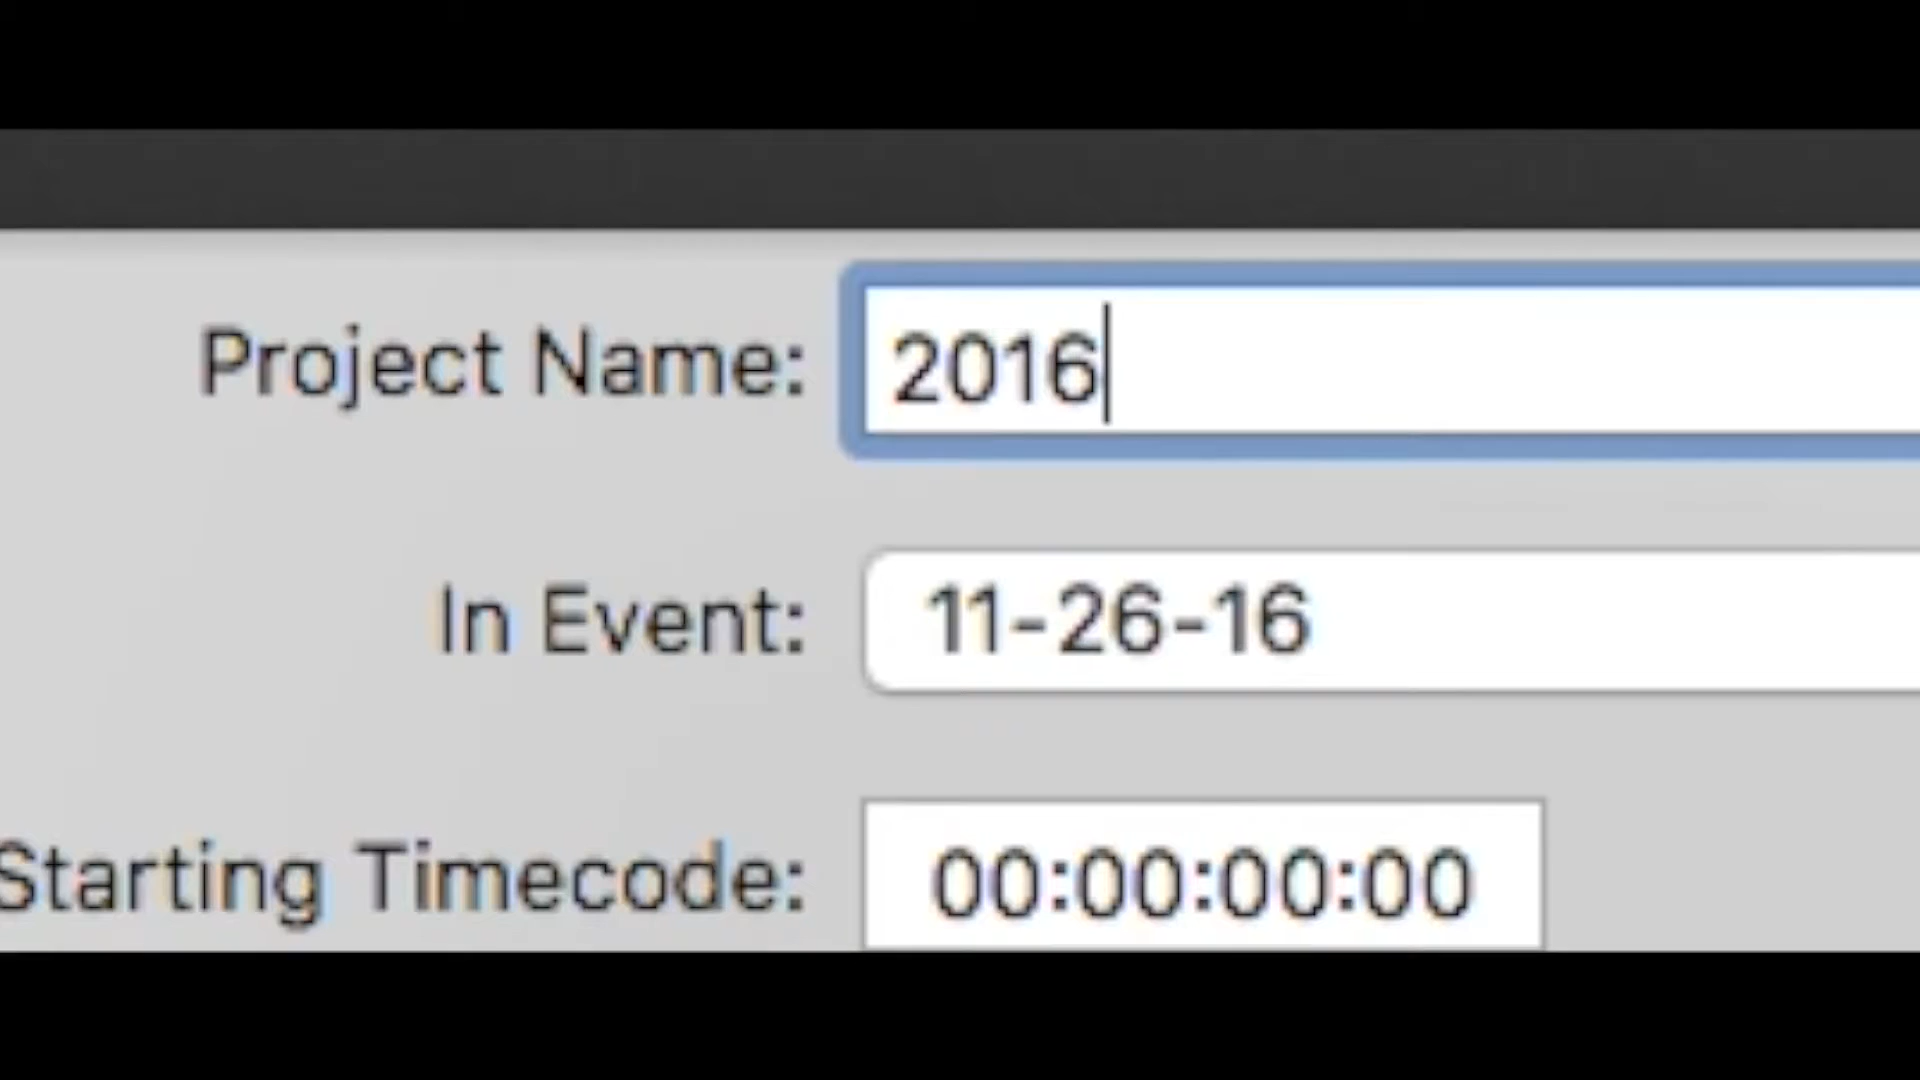 Project Name: 2016
In Event: 11-26-16
Starting Timecode: 00:00:00:00